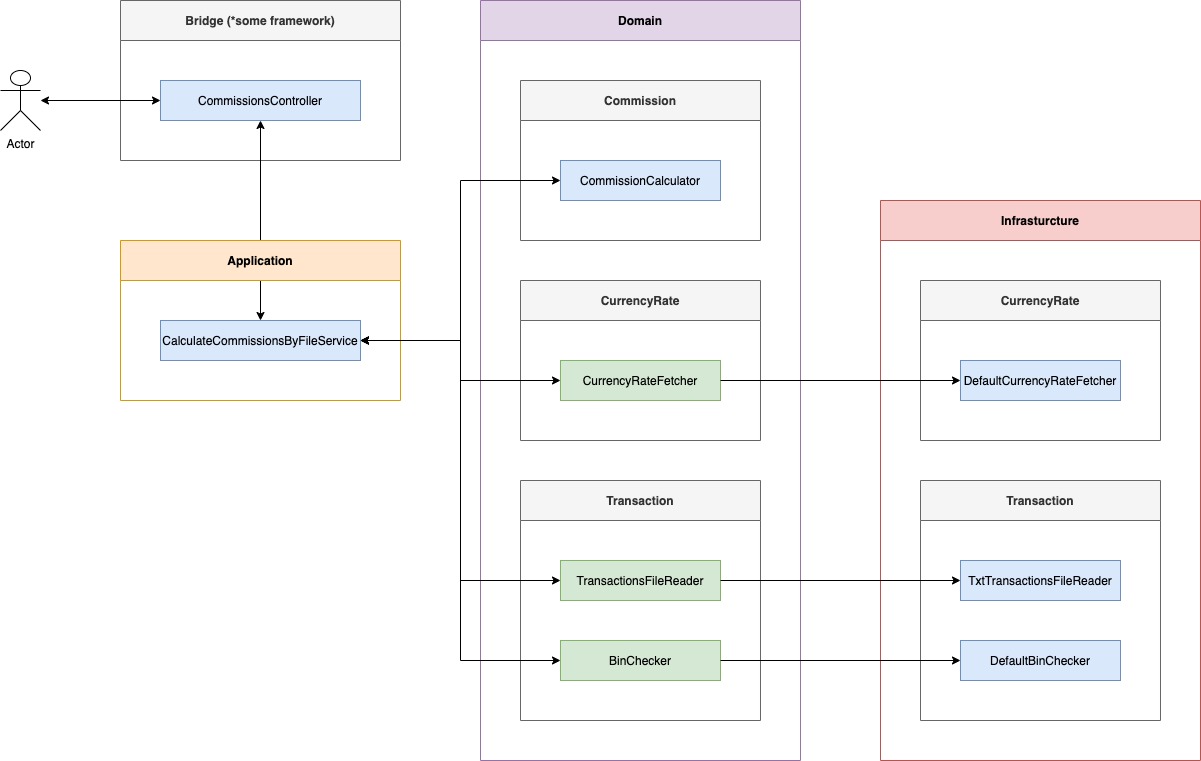 Bridge (*some framework)
CommissionsController
Actor
Application
CalculateCommissionsByFileService
Domain
Commission
CommissionCalculator
CurrencyRate
CurrencyRateFetcher
Transaction
TransactionsFileReader
BinChecker
Infrasturcture
CurrencyRate
DefaultCurrencyRateFetcher
Transaction
TxtTransactionsFileReader
DefaultBinChecker